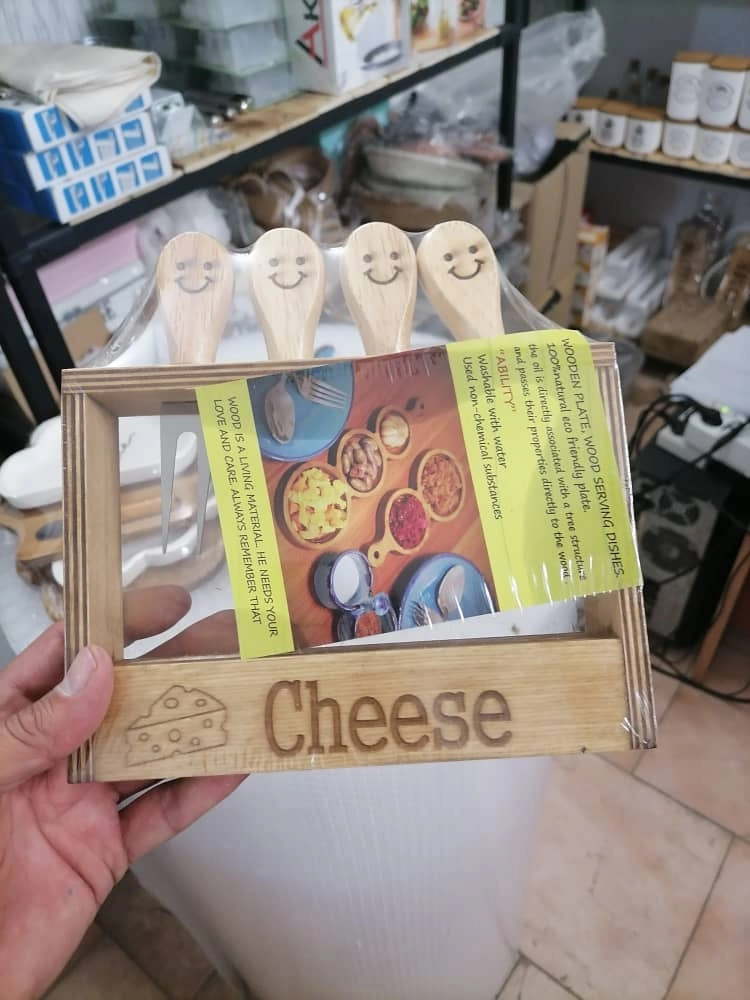 AK
WOODEN PLATE. WOOD SERVING DISHES.
100%natural eco friendly plate.
the oil is directly associated with a tree structure
and passes their properties directly to the wood.
"ABILITY"
Washable with water
Used non-chemical substances
WOOD IS A LIVING MATERIAL. HE NEEDS YOUR
LOVE AND CARE. ALWAYS REMEMBER THAT
Cheese